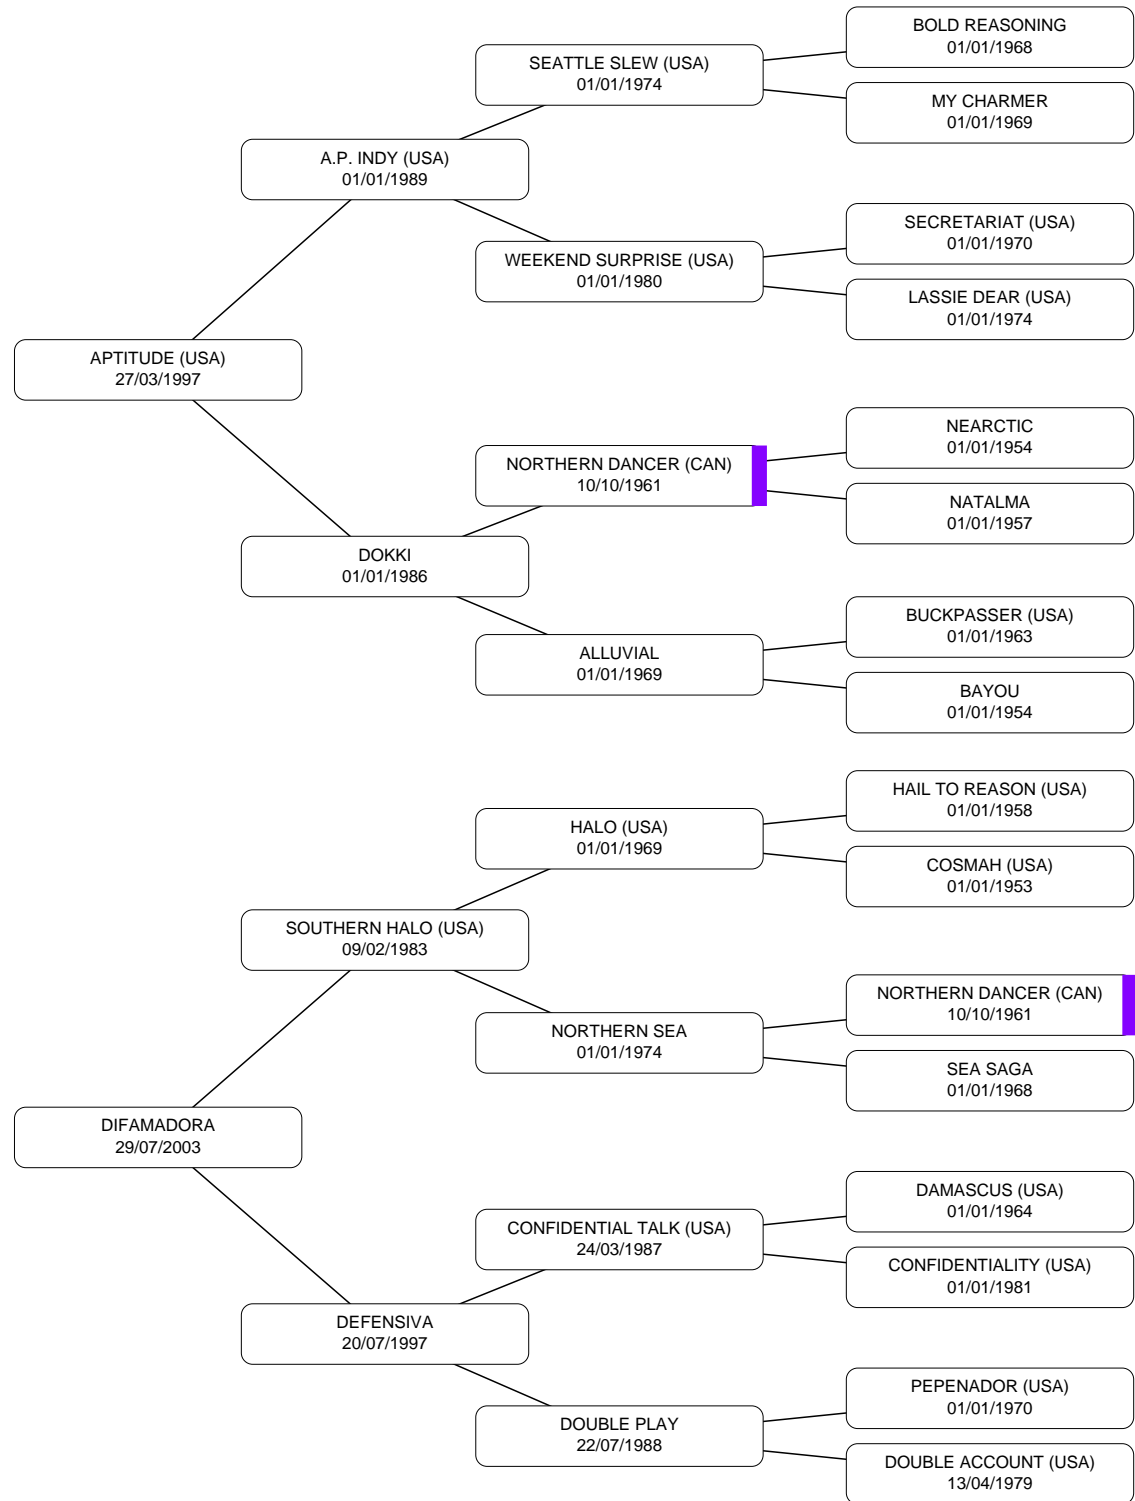 BOLD REASONING
01/01/1968
SEATTLE SLEW (USA)
01/01/1974
MY CHARMER
01/01/1969
A.P. INDY (USA)
01/01/1989
SECRETARIAT (USA)
01/01/1970
WEEKEND SURPRISE (USA)
01/01/1980
LASSIE DEAR (USA)
01/01/1974
APTITUDE (USA)
27/03/1997
NEARCTIC
01/01/1954
NORTHERN DANCER (CAN)
10/10/1961
NATALMA
01/01/1957
DOKKI
01/01/1986
BUCKPASSER (USA)
01/01/1963
ALLUVIAL
01/01/1969
BAYOU
01/01/1954
HAIL TO REASON (USA)
01/01/1958
HALO (USA)
01/01/1969
COSMAH (USA)
01/01/1953
SOUTHERN HALO (USA)
09/02/1983
NORTHERN DANCER (CAN)
10/10/1961
NORTHERN SEA
01/01/1974
SEA SAGA
01/01/1968
DIFAMADORA
29/07/2003
DAMASCUS (USA)
01/01/1964
CONFIDENTIAL TALK (USA)
24/03/1987
CONFIDENTIALITY (USA)
01/01/1981
DEFENSIVA
20/07/1997
PEPENADOR (USA)
01/01/1970
DOUBLE PLAY
22/07/1988
DOUBLE ACCOUNT (USA)
13/04/1979